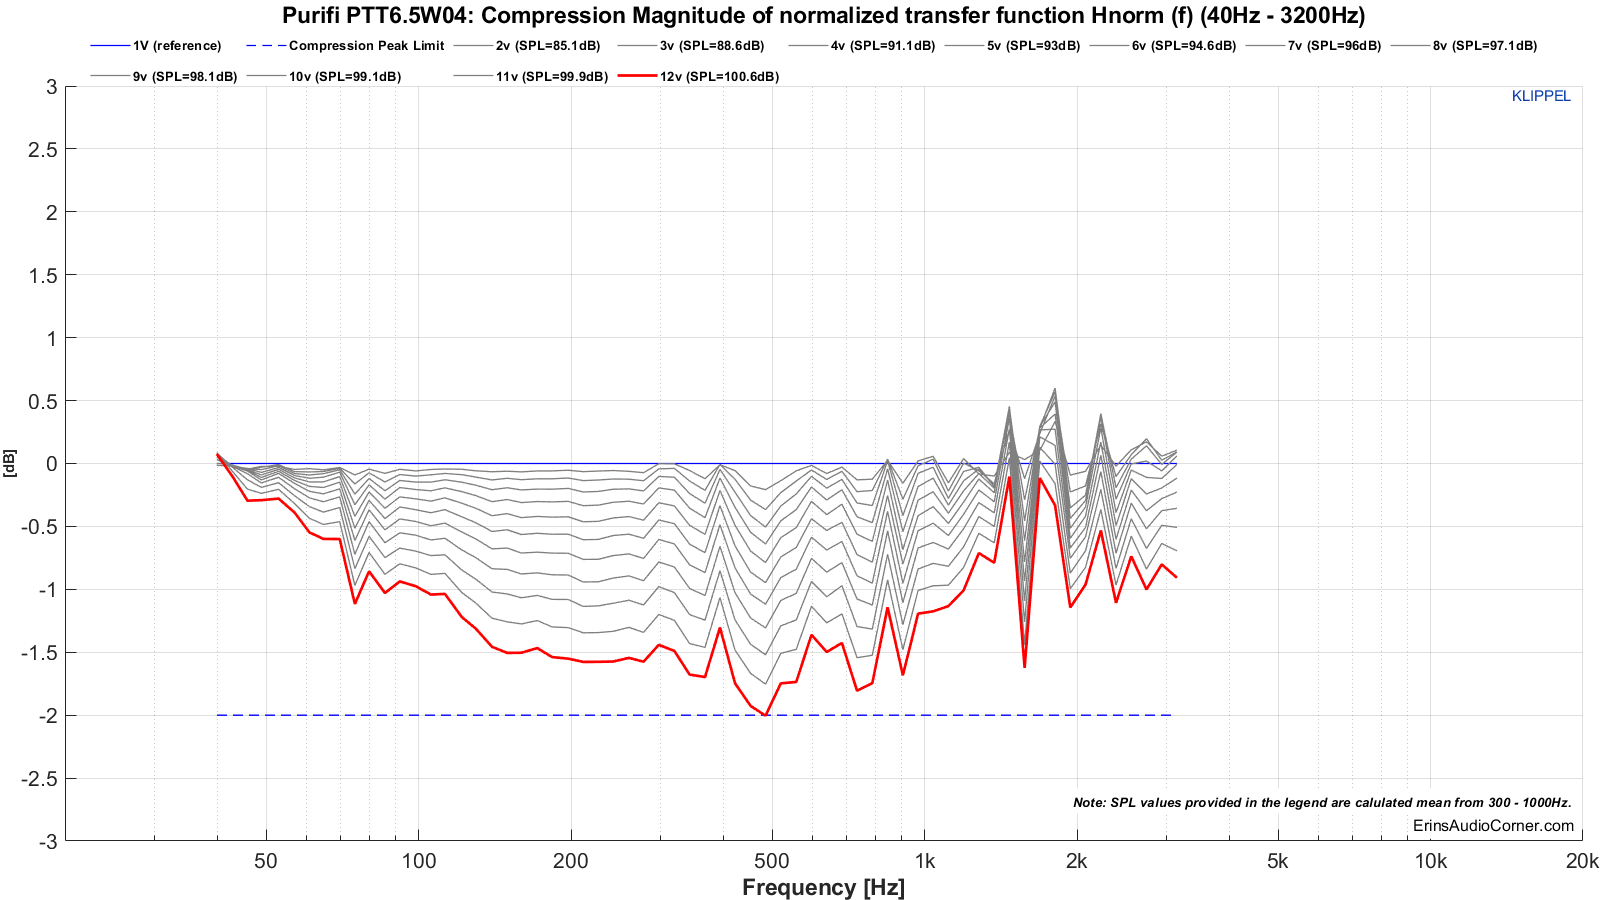 Purifi PTT6.5W04: Compression Magnitude of normalized transfer function Hnorm (f) (40Hz - 3200Hz)
1V (reference) Compression Peak Limit 2v (SPL=85.1dB) 3v (SPL=88.6dB) 4v (SPL=91.1dB) 5v (SPL=93dB) 6v (SPL=94.6dB) 7v (SPL=96dB) 8v (SPL=97.1dB)
9v (SPL=98.1dB) 10v (SPL=99.1dB) 11v (SPL=99.9dB) 12v (SPL=100.6dB)
KLIPPEL
3
2.5
2
1.5
1
0.5
0
-0.5
-1
-1.5
-2
-2.5
-3
[dB]
Note: SPL values provided in the legend are calulated mean from 300 - 1000Hz.
ErinsAudioCorner.com
50 100 200 500 1k 2k 5k 10k 20k
Frequency [Hz]